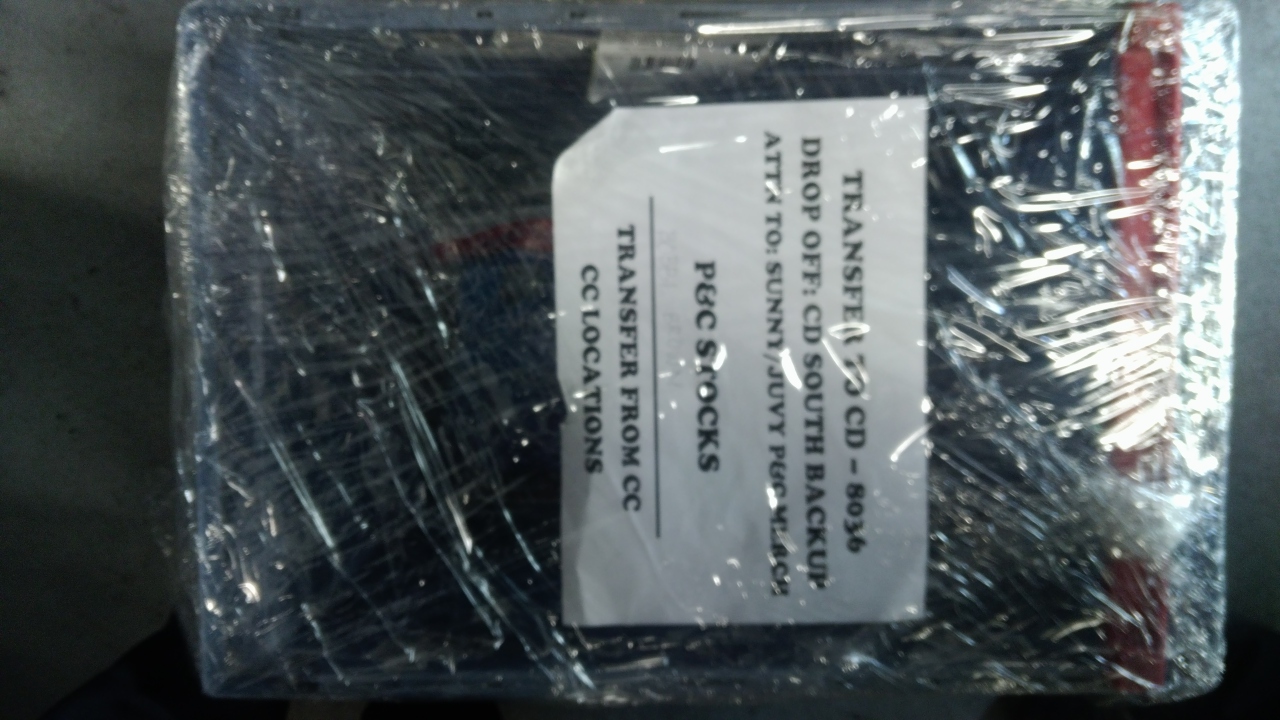 TRANSFER TO CD - 8036
DROP OFF: CD SOUTH BACKUP
ATTN TO: SUNNY/JUVY
P&C STOCKS
TRANSFER FROM CC
CC LOCATIONS